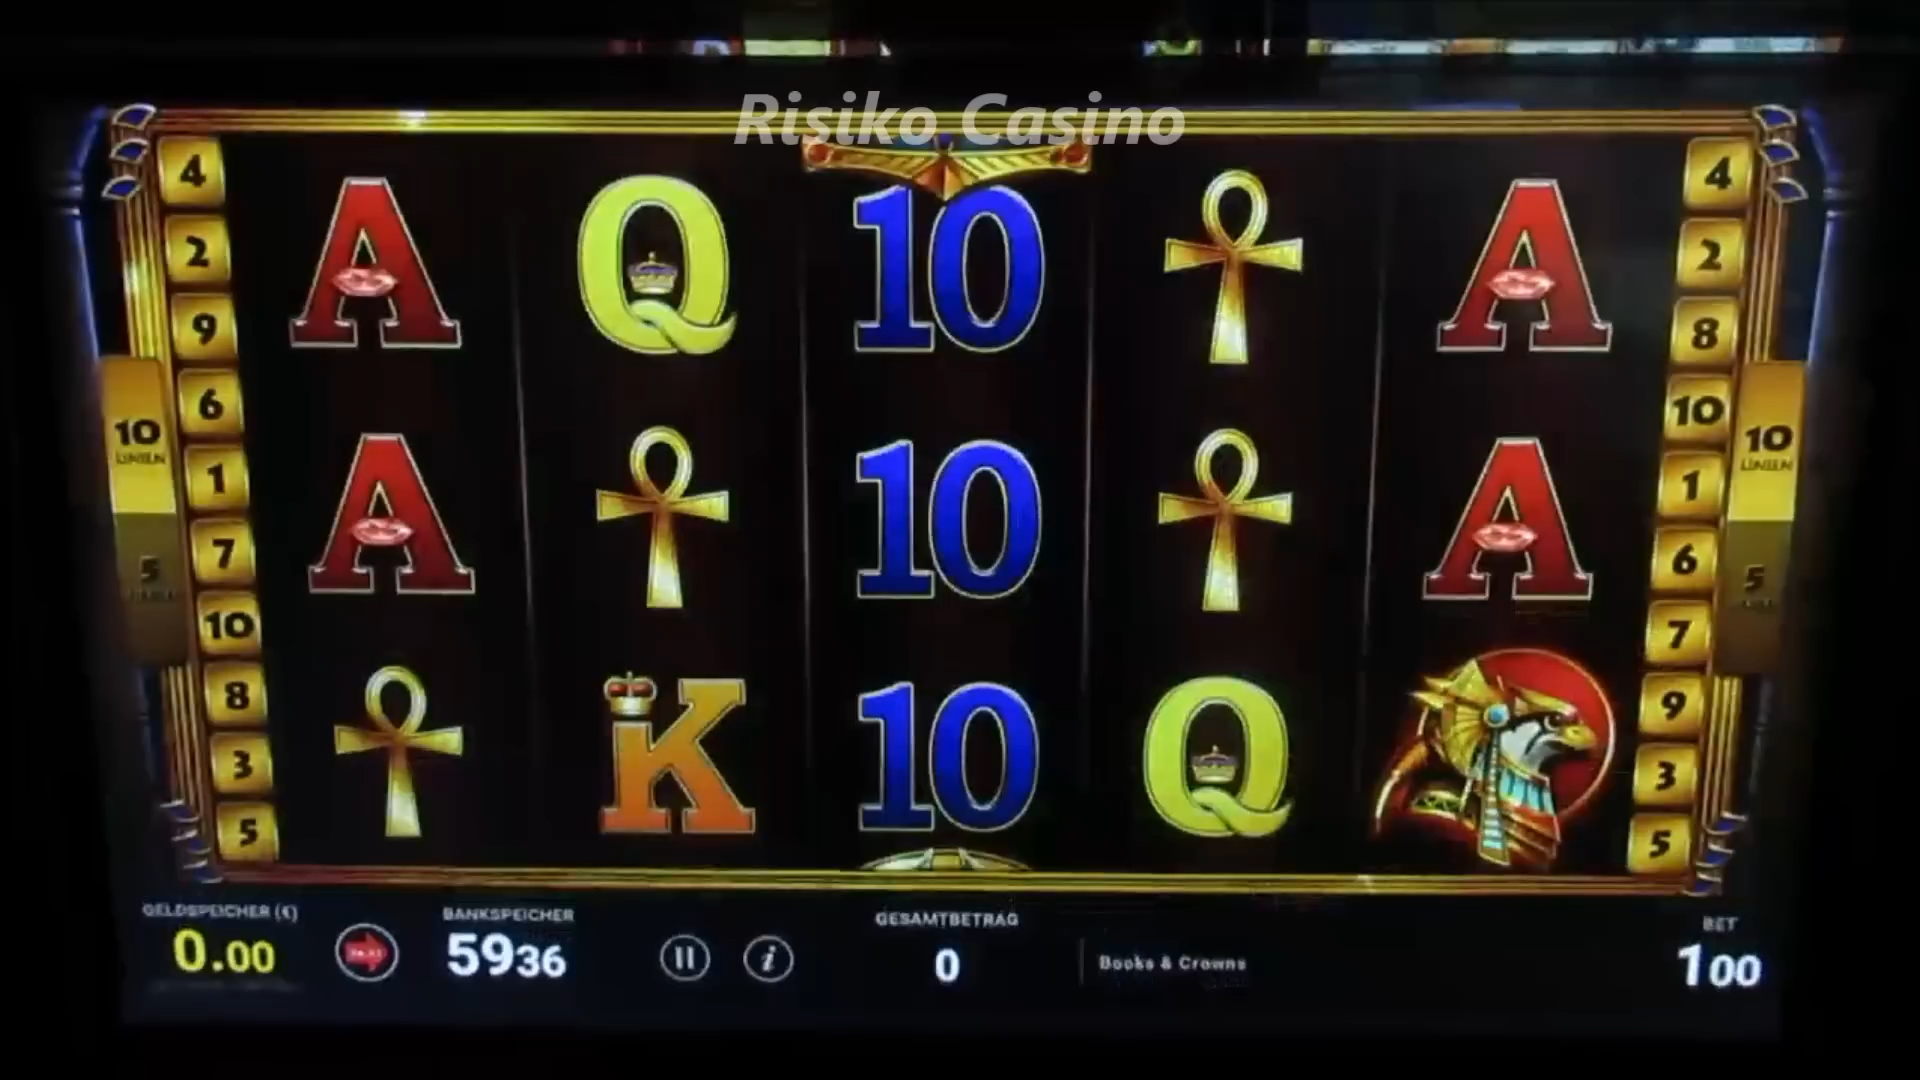 Risiko Casino
4
2
9
6
1
7
10
8
3
5
10
LINIEN
5
A Q 10 A
A 10 A
K 10 Q
4
2
8
10
1
6
7
9
3
5
10
LINIEN
5
GELDSPEICHER (€)
0.00
BANKSPEICHER
5936
i
GESAMTBETRAG
0
Books & Crowns
BET
100